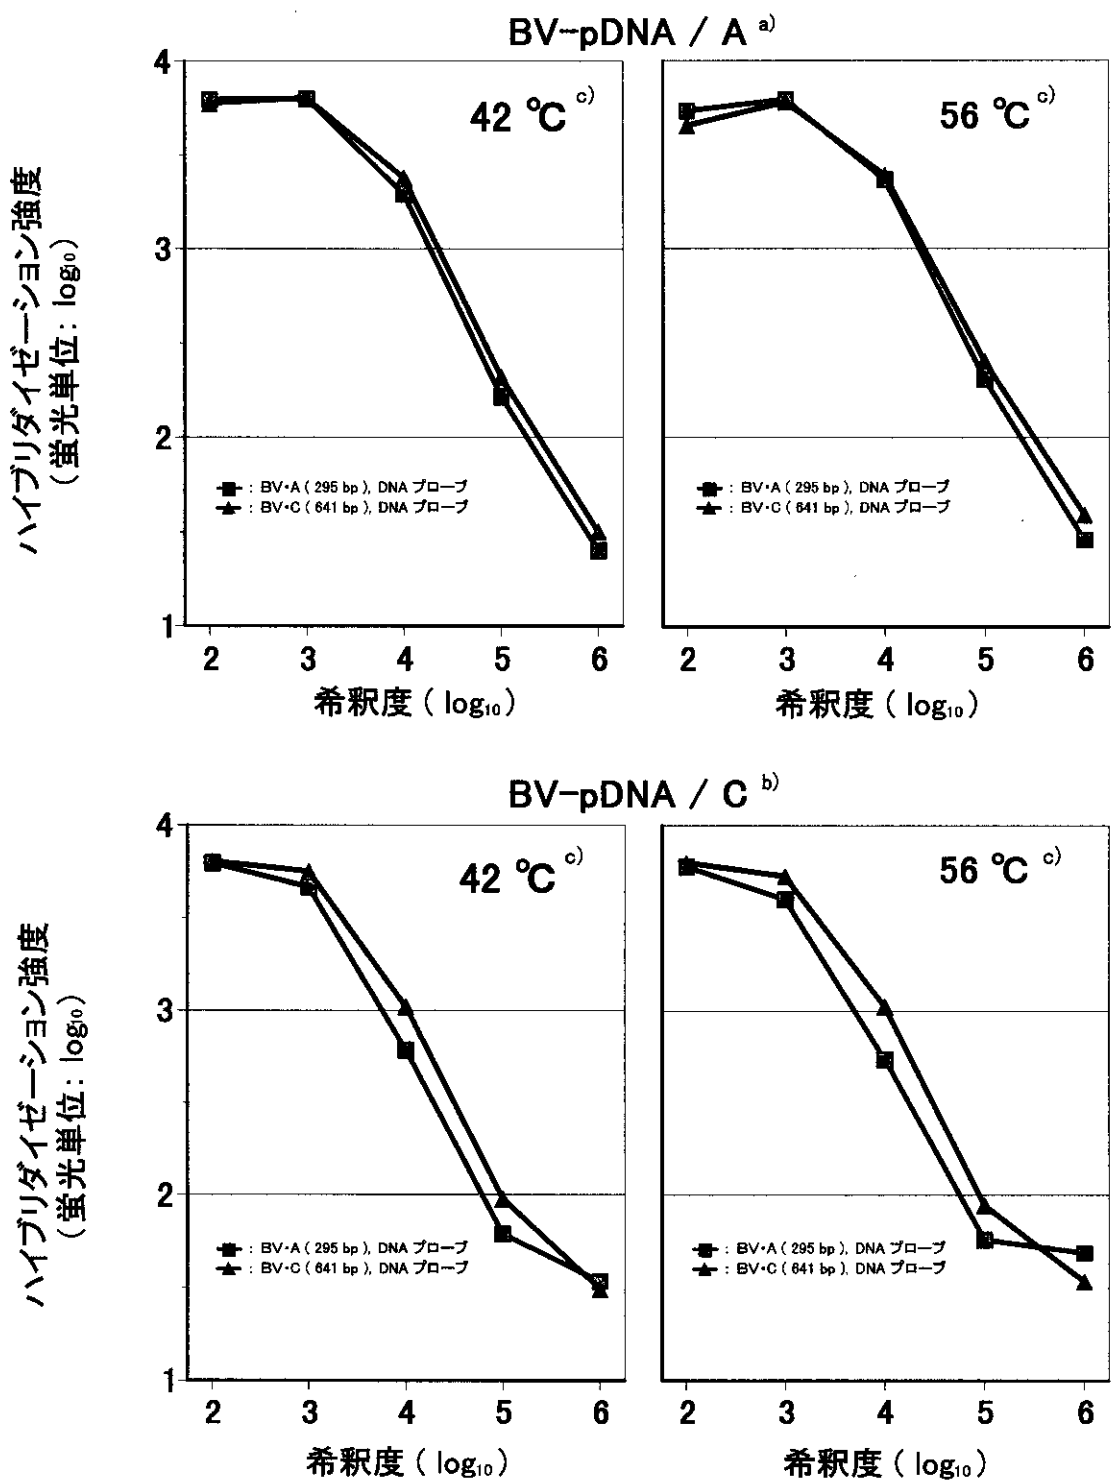 BV-pDNA / A a)
42 ℃ c)
56 ℃ c)
4
3
2
1
ハイブリダイゼーション強度
(蛍光単位: log₁₀)
: BV・A ( 295 bp ), DNA プローブ
: BV・C ( 641 bp ), DNA プローブ
: BV・A ( 295 bp ), DNA プローブ
: BV・C ( 641 bp ), DNA プローブ
2 3 4 5 6
2 3 4 5 6
希釈度 ( log₁₀ )
希釈度 ( log₁₀ )
BV-pDNA / C b)
42 ℃ c)
56 ℃ c)
4
3
2
1
ハイブリダイゼーション強度
(蛍光単位: log₁₀)
: BV・A ( 295 bp ), DNA プローブ
: BV・C ( 641 bp ), DNA プローブ
: BV・A ( 295 bp ), DNA プローブ
: BV・C ( 641 bp ), DNA プローブ
2 3 4 5 6
2 3 4 5 6
希釈度 ( log₁₀ )
希釈度 ( log₁₀ )